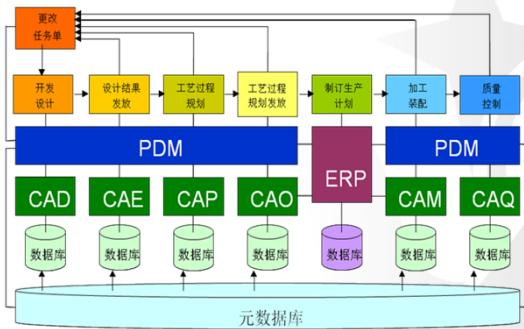 更改
任务单
开发
设计
设计结果
发放
工艺过程
规划
工艺过程
规划发放
制订生产
计划
加工
装配
质量
控制
PDM
ERP
PDM
CAD
CAE
CAP
CAO
CAM
CAQ
数据库
数据库
数据库
数据库
数据库
数据库
数据库
元数据库